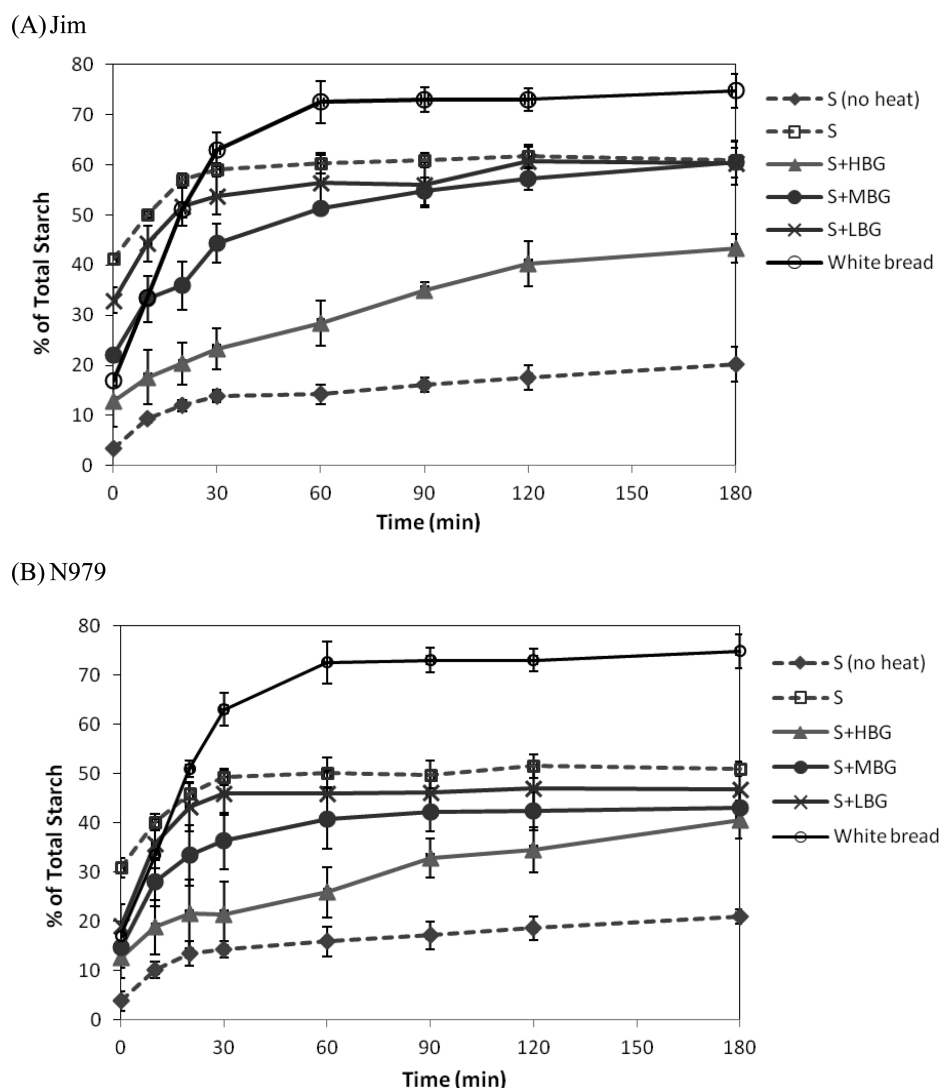 (A) Jim
80
70
60
50
40
30
20
10
0
% of Total Starch
0 30 60 90 120 150 180
Time (min)
S (no heat)
S
S+HBG
S+MBG
S+LBG
White bread
(B) N979
80
70
60
50
40
30
20
10
0
% of Total Starch
0 30 60 90 120 150 180
Time (min)
S (no heat)
S
S+HBG
S+MBG
S+LBG
White bread